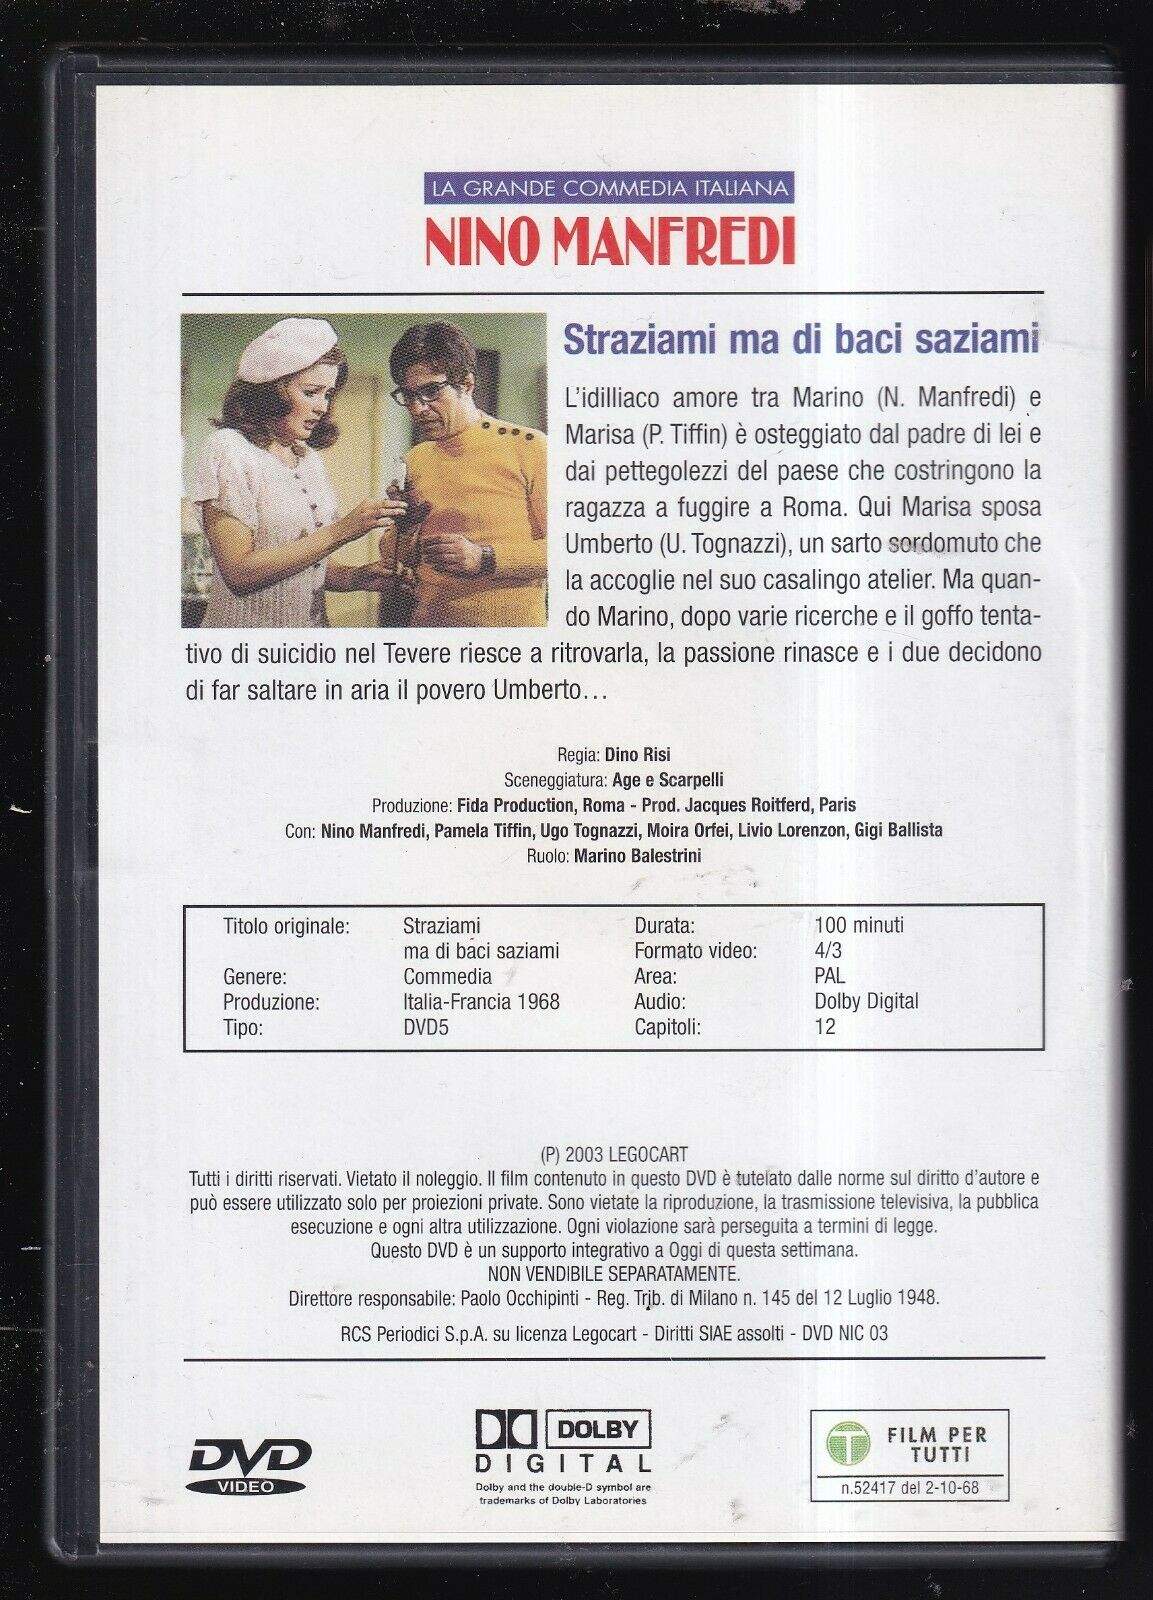 LA GRANDE COMMEDIA ITALIANA
NINO MANFREDI
Straziami ma di baci saziami
L'idilliaco amore tra Marino (N. Manfredi) e
Marisa (P. Tiffin) è osteggiato dal padre di lei e
dai pettegolezzi del paese che costringono la
ragazza a fuggire a Roma. Qui Marisa sposa
Umberto (U. Tognazzi), un sarto sordomuto che
la accoglie nel suo casalingo atelier. Ma quan-
do Marino, dopo varie ricerche e il goffo tenta-
tivo di suicidio nel Tevere riesce a ritrovarla, la passione rinasce e i due decidono
di far saltare in aria il povero Umberto...
Regia: Dino Risi
Sceneggiatura: Age e Scarpelli
Produzione: Fida Production, Roma - Prod. Jacques Roitferd, Paris
Con: Nino Manfredi, Pamela Tiffin, Ugo Tognazzi, Moira Orfei, Livio Lorenzon, Gigi Ballista
Ruolo: Marino Balestrini
Titolo originale: Straziami Durata: 100 minuti
ma di baci saziami Formato video: 4/3
Genere: Commedia Area: PAL
Produzione: Italia-Francia 1968 Audio: Dolby Digital
Tipo: DVD5 Capitoli: 12
(P) 2003 LEGOCART
Tutti i diritti riservati. Vietato il noleggio. Il film contenuto in questo DVD è tutelato dalle norme sul diritto d'autore e
può essere utilizzato solo per proiezioni private. Sono vietate la riproduzione, la trasmissione televisiva, la pubblica
esecuzione e ogni altra utilizzazione. Ogni violazione sarà perseguita a termini di legge.
Questo DVD è un supporto integrativo a Oggi di questa settimana.
NON VENDIBILE SEPARATAMENTE.
Direttore responsabile: Paolo Occhipinti - Reg. Trib. di Milano n. 145 del 12 Luglio 1948.
RCS Periodici S.p.A. su licenza Legocart - Diritti SIAE assolti - DVD NIC 03
DVD
VIDEO
DOLBY
DIGITAL
Dolby and the double-D symbol are
trademarks of Dolby Laboratories
T FILM PER
TUTTI
n.52417 del 2-10-68